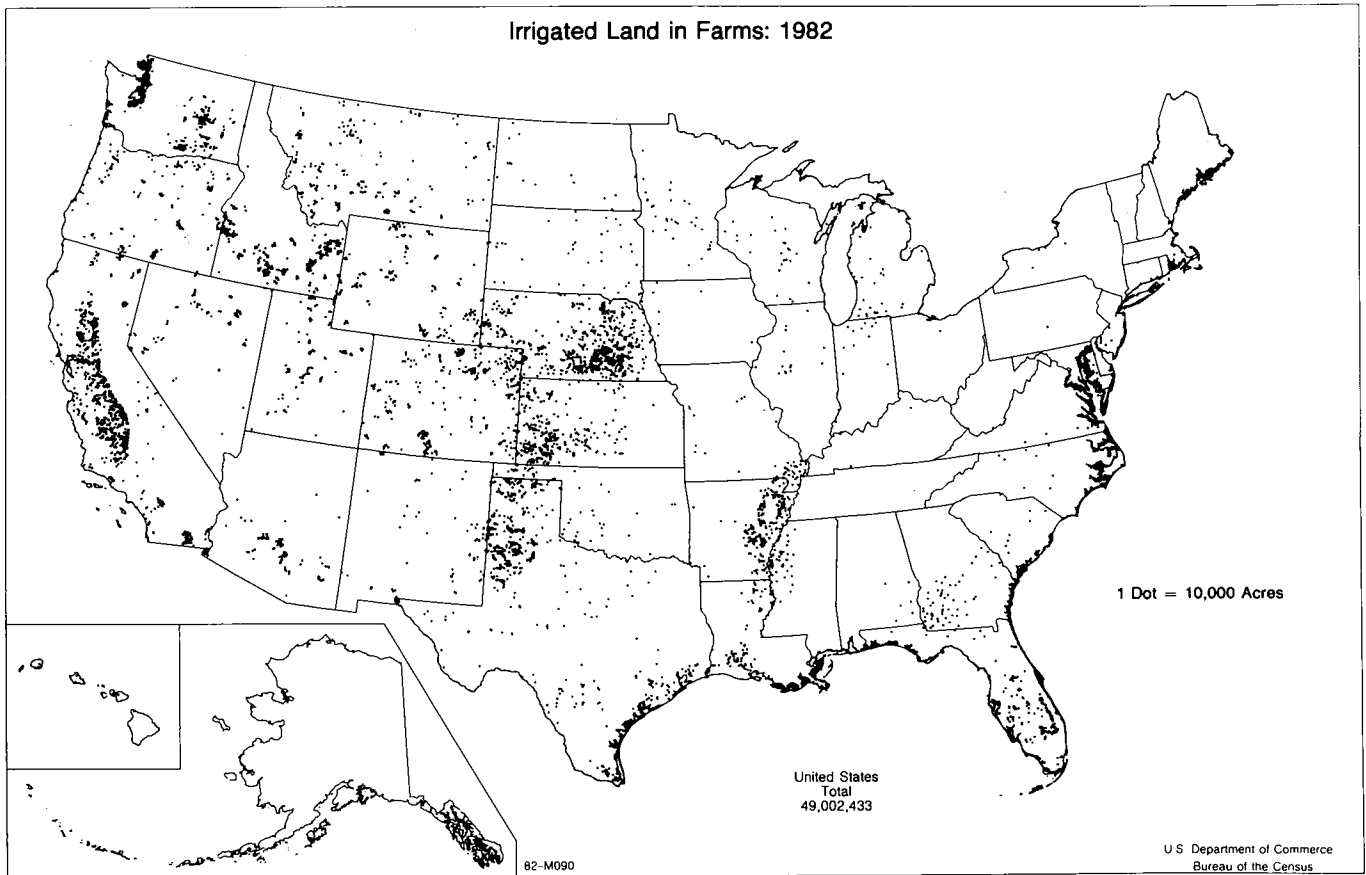 Irrigated Land in Farms: 1982
1 Dot = 10,000 Acres
United States
Total
49,002,433
82-M090
U S Department of Commerce
Bureau of the Census